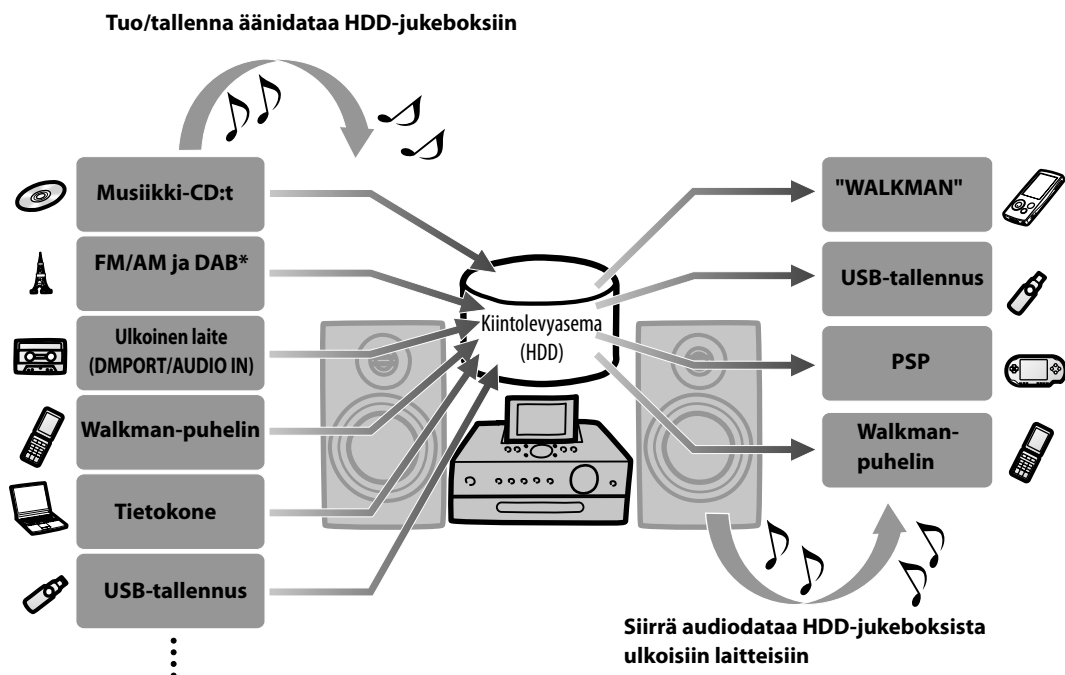 Tuo/tallenna äänidataa HDD-jukeboksiin
Musiikki-CD:t
FM/AM ja DAB*
Ulkoinen laite
(DMPORT/AUDIO IN)
Walkman-puhelin
Tietokone
USB-tallennus
Kiintolevyasema
(HDD)
"WALKMAN"
USB-tallennus
PSP
Walkman-
puhelin
Siirrä audiodataa HDD-jukeboksista
ulkoisiin laitteisiin